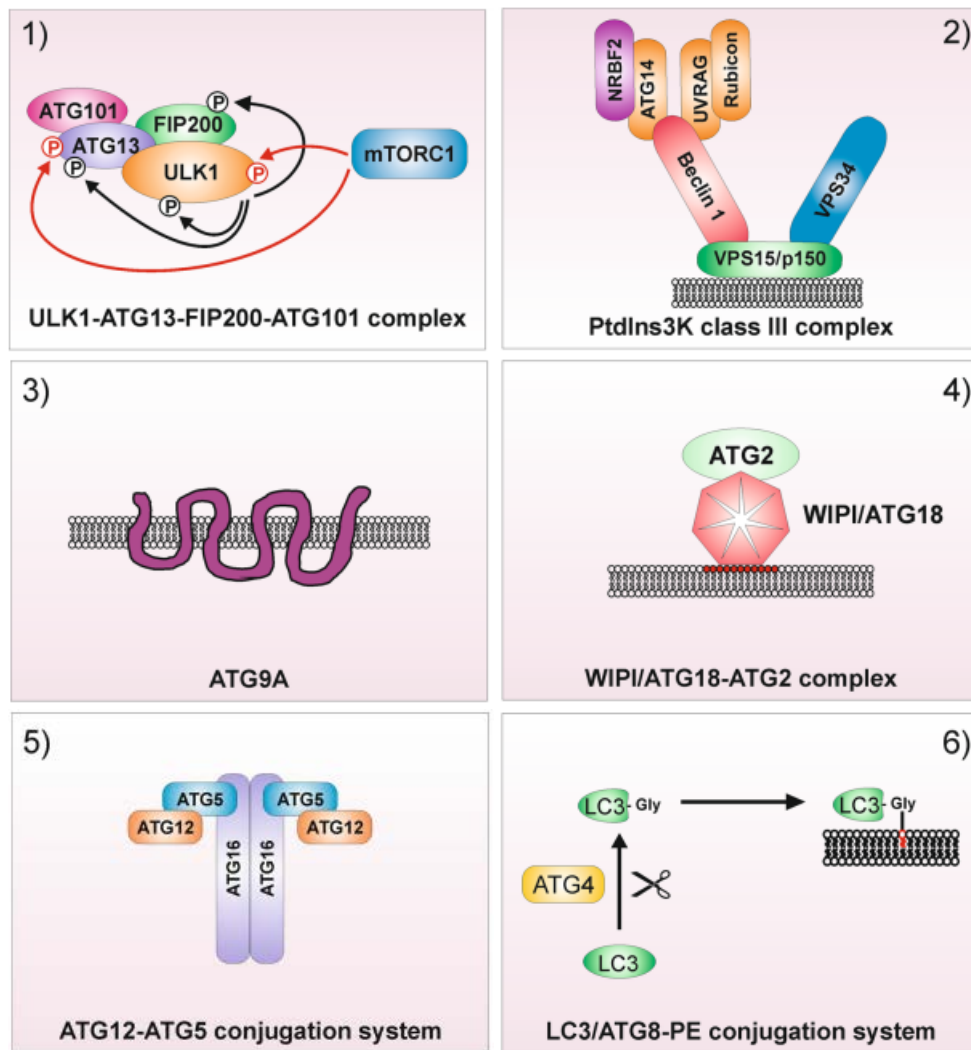 1)
ATG101
FIP200
P
P
ATG13
P
ULK1
P
P
mTORC1
ULK1-ATG13-FIP200-ATG101 complex
2)
NRBF2
ATG14
UVRAG
Rubicon
Beclin 1
VPS34
VPS15/p150
PtdIns3K class III complex
3)
ATG9A
4)
ATG2
WIPI/ATG18
WIPI/ATG18-ATG2 complex
5)
ATG5
ATG5
ATG12
ATG12
ATG16
ATG16
ATG12-ATG5 conjugation system
6)
LC3 - Gly
LC3 - Gly
ATG4
LC3
LC3/ATG8-PE conjugation system